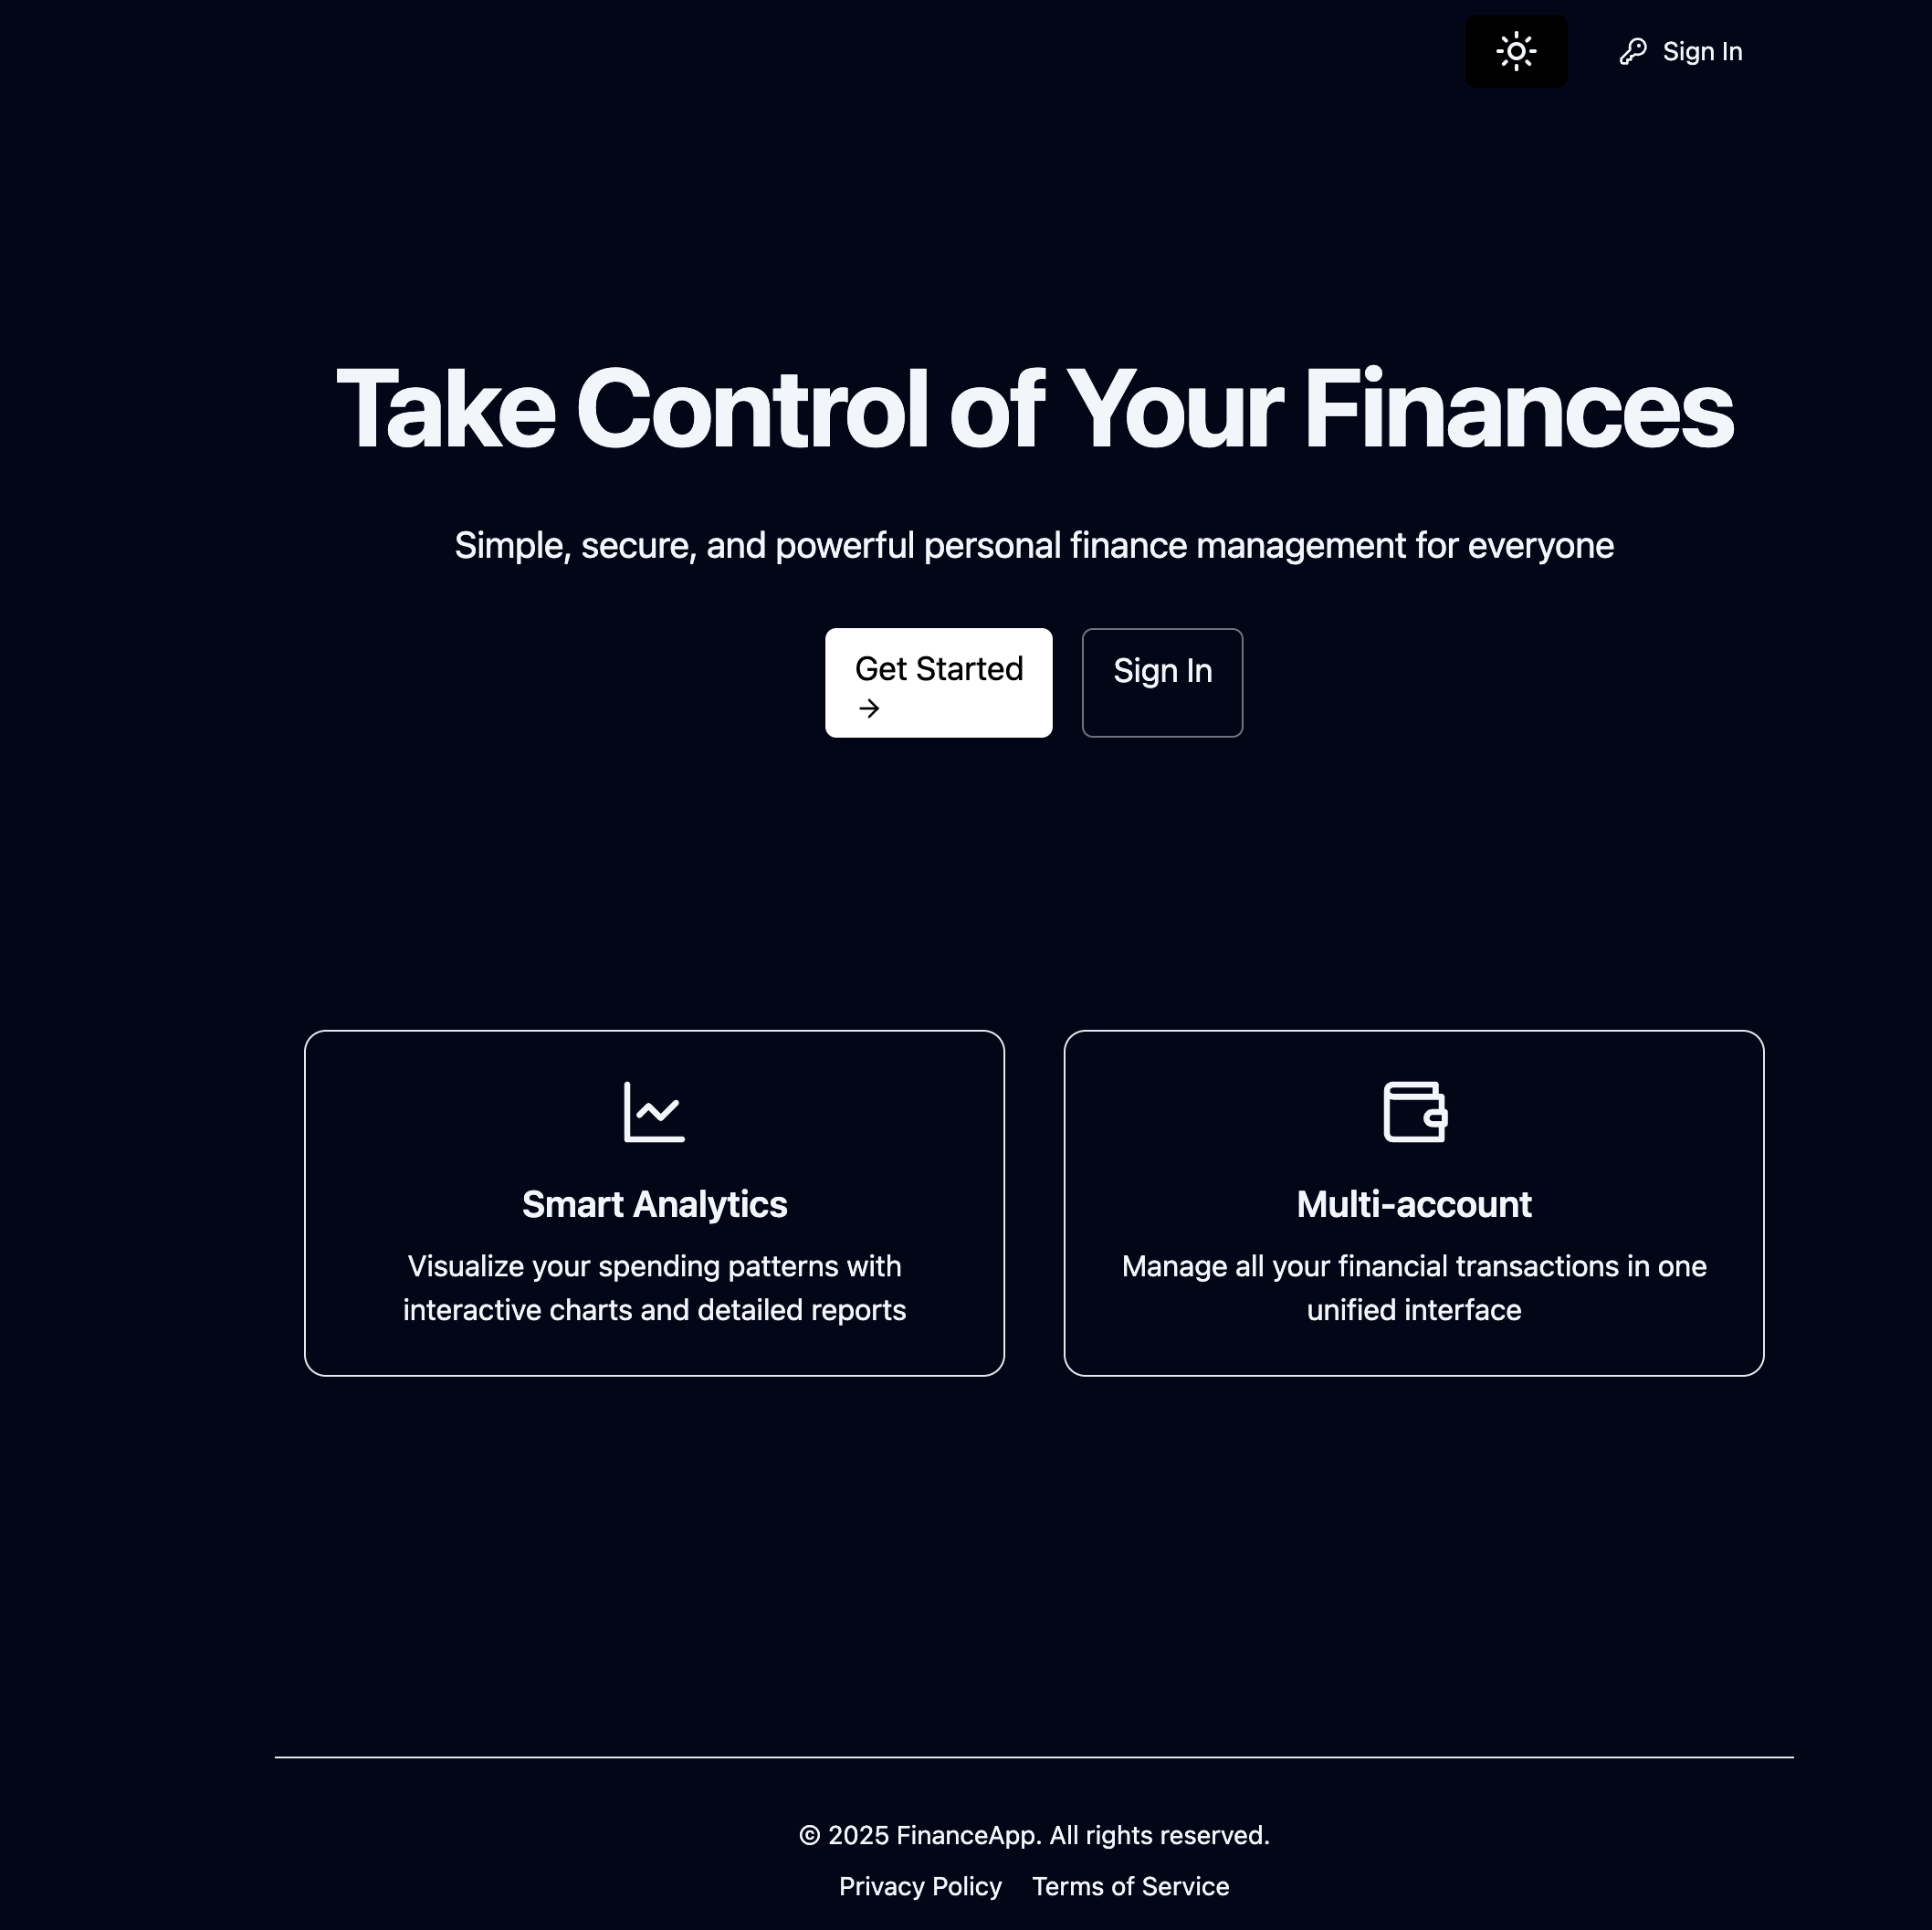 Sign In
Take Control of Your Finances
Simple, secure, and powerful personal finance management for everyone
Get Started
→
Sign In
Smart Analytics
Visualize your spending patterns with
interactive charts and detailed reports
Multi-account
Manage all your financial transactions in one
unified interface
© 2025 FinanceApp. All rights reserved.
Privacy Policy Terms of Service